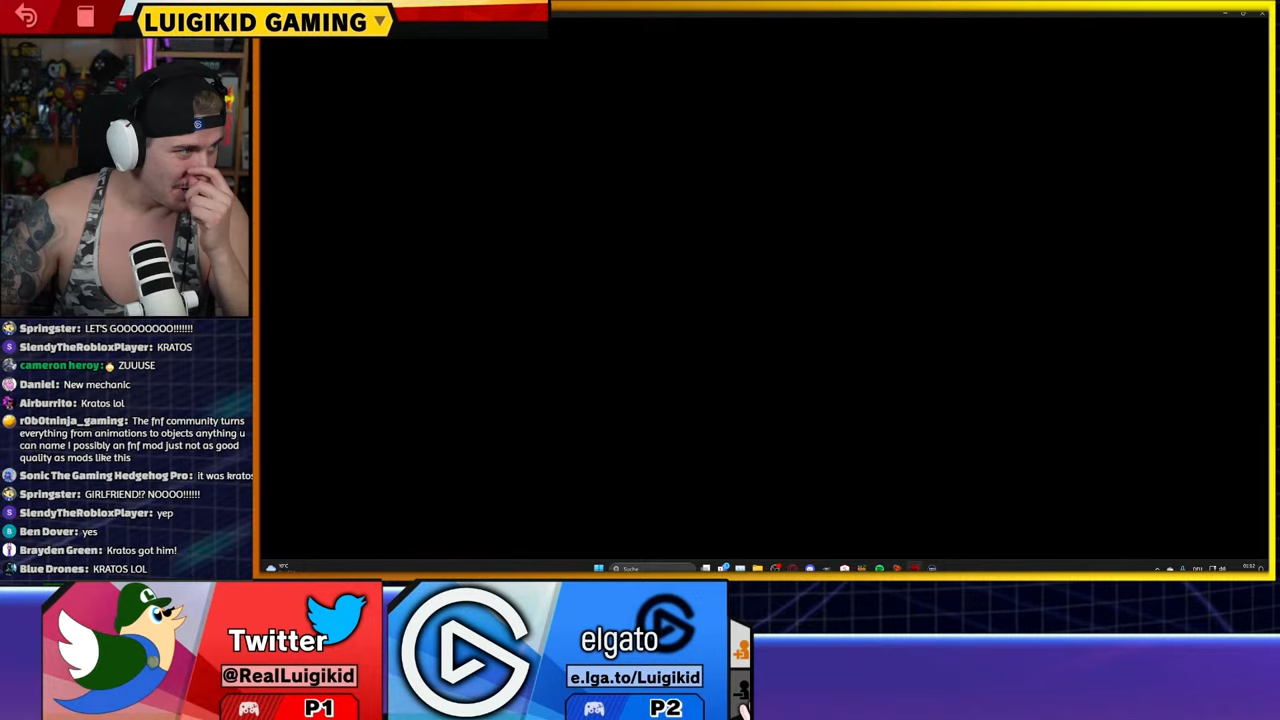 LUIGIKID GAMING
Springster: LET'S GOOOOOOOO!!!!!!!
SlendyTheRobloxPlayer: KRATOS
cameron heroy: ZUUUSE
Daniel: New mechanic
Airburrito: Kratos lol
r0b0tninja_gaming: The fnf community turns
everything from animations to objects anything u
can name I possibly an fnf mod just not as good
quality as mods like this
Sonic The Gaming Hedgehog Pro: it was kratos
Springster: GIRLFRIEND!? NOOOO!!!!!!
SlendyTheRobloxPlayer: yep
Ben Dover: yes
Brayden Green: Kratos got him!
Blue Drones: KRATOS LOL
Suche
Twitter
@RealLuigikid
P1
elgato
e.lga.to/Luigikid
P2